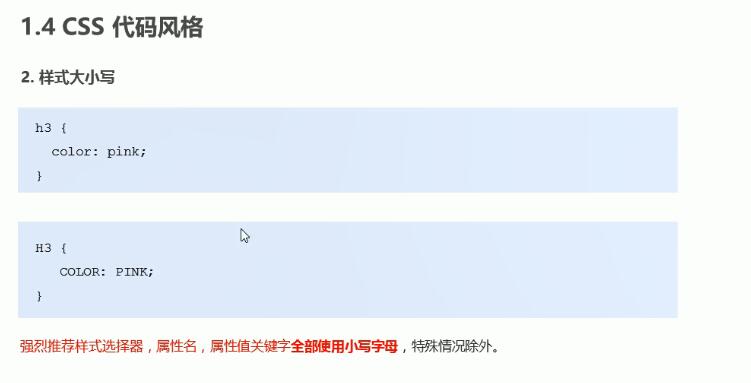 1.4 CSS 代码风格
2. 样式大小写
h3 {
color: pink;
}
H3 {
COLOR: PINK;
}
强烈推荐样式选择器，属性名，属性值关键字全部使用小写字母，特殊情况除外。